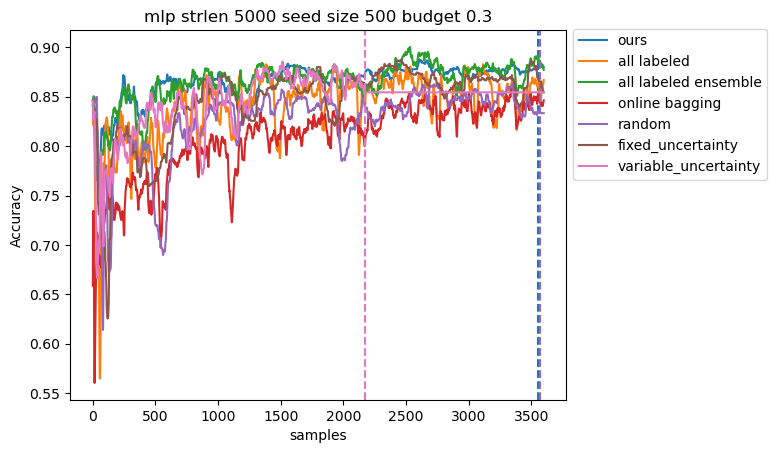 mlp strlen 5000 seed size 500 budget 0.3
0.90
0.85
0.80
0.75
0.70
0.65
0.60
0.55
Accuracy
0
500
1000
1500
2000
2500
3000
3500
samples
ours
all labeled
all labeled ensemble
online bagging
random
fixed_uncertainty
variable_uncertainty